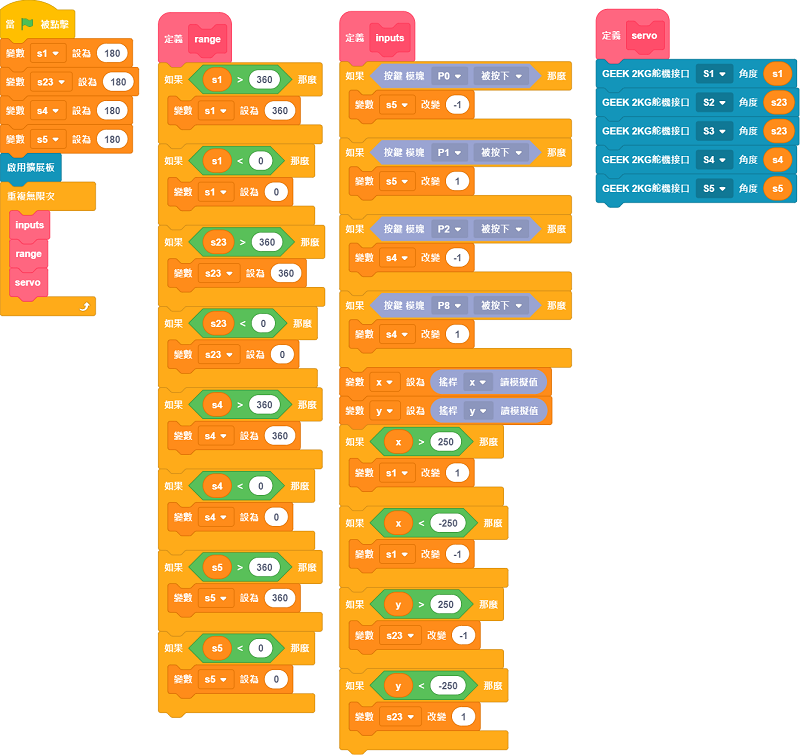 當 被點擊
變數 s1 設為 180
變數 s23 設為 180
變數 s4 設為 180
變數 s5 設為 180
啟用擴展板
重複無限次
inputs
range
servo
定義 range
如果 s1 > 360 那麼
變數 s1 設為 360
如果 s1 < 0 那麼
變數 s1 設為 0
如果 s23 > 360 那麼
變數 s23 設為 360
如果 s23 < 0 那麼
變數 s23 設為 0
如果 s4 > 360 那麼
變數 s4 設為 360
如果 s4 < 0 那麼
變數 s4 設為 0
如果 s5 > 360 那麼
變數 s5 設為 360
如果 s5 < 0 那麼
變數 s5 設為 0
定義 inputs
如果 按鍵 模塊 P0 被按下 那麼
變數 s5 改變 -1
如果 按鍵 模塊 P1 被按下 那麼
變數 s5 改變 1
如果 按鍵 模塊 P2 被按下 那麼
變數 s4 改變 -1
如果 按鍵 模塊 P8 被按下 那麼
變數 s4 改變 1
變數 x 設為 搖桿 x 讀模擬值
變數 y 設為 搖桿 y 讀模擬值
如果 x > 250 那麼
變數 s1 改變 1
如果 x < -250 那麼
變數 s1 改變 -1
如果 y > 250 那麼
變數 s23 改變 -1
如果 y < -250 那麼
變數 s23 改變 1
定義 servo
GEEK 2KG舵機接口 S1 角度 s1
GEEK 2KG舵機接口 S2 角度 s23
GEEK 2KG舵機接口 S3 角度 s23
GEEK 2KG舵機接口 S4 角度 s4
GEEK 2KG舵機接口 S5 角度 s5